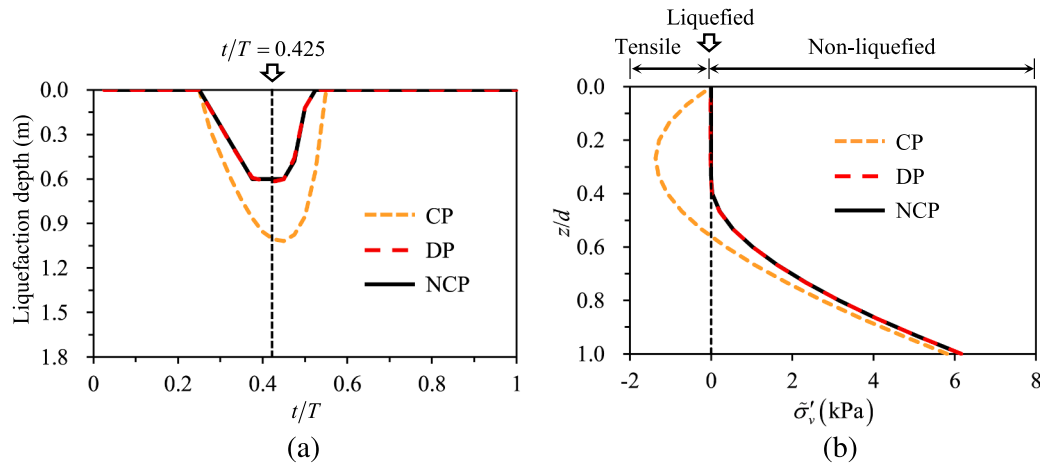 t/T = 0.425
Liquefaction depth (m)
0.0
0.3
0.6
0.9
1.2
1.5
1.8
CP
DP
NCP
0
0.2
0.4
0.6
0.8
1
t/T
(a)
Liquefied
Tensile
Non-liquefied
z/d
0.0
0.2
0.4
0.6
0.8
1.0
CP
DP
NCP
-2
0
2
4
6
8
σ̃′ᵥ (kPa)
(b)